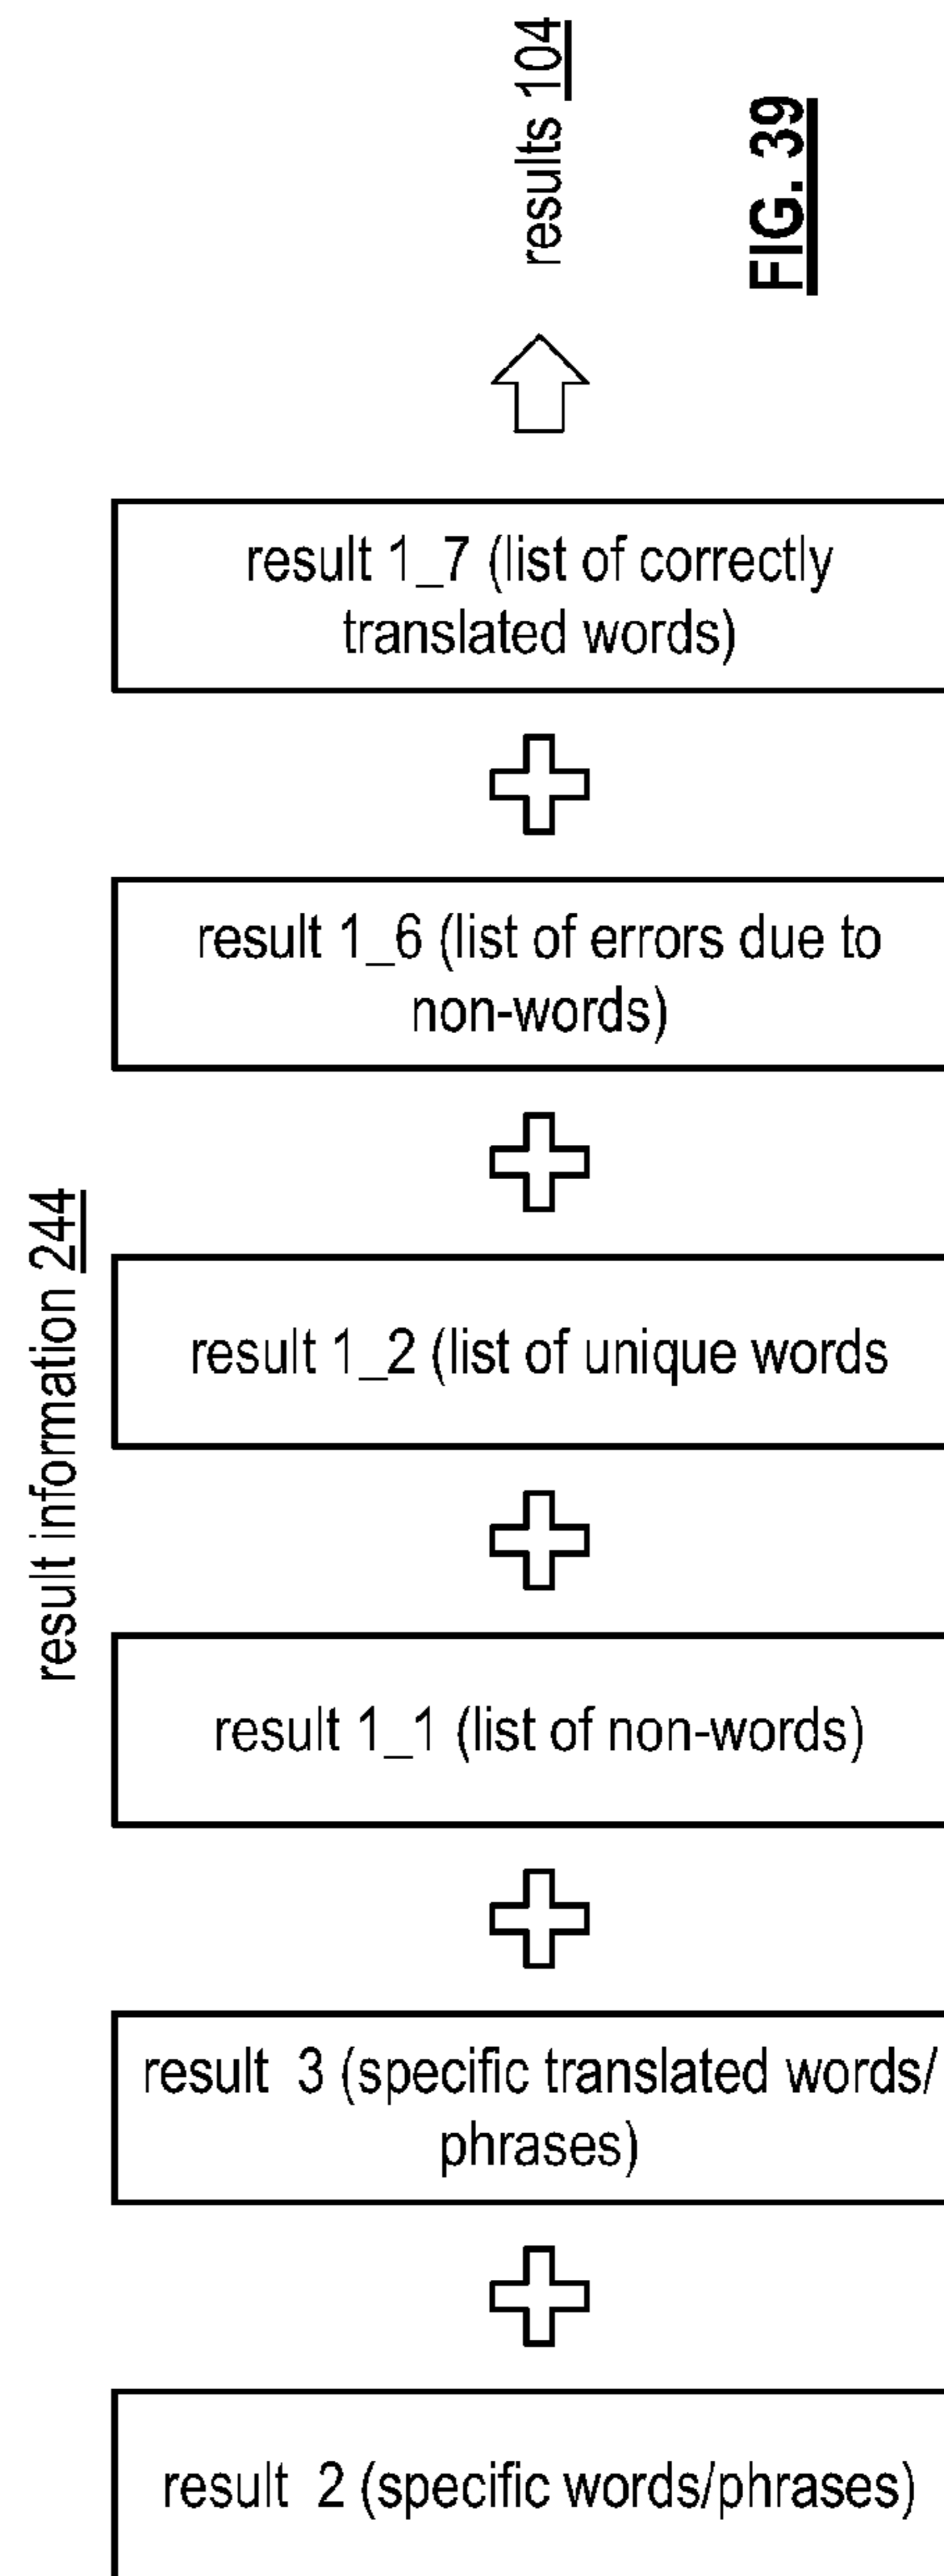 results 104
FIG. 39
result 1_7 (list of correctly
translated words)
result 1_6 (list of errors due to
non-words)
result information 244
result 1_2 (list of unique words
result 1_1 (list of non-words)
result 3 (specific translated words/
phrases)
result 2 (specific words/phrases)